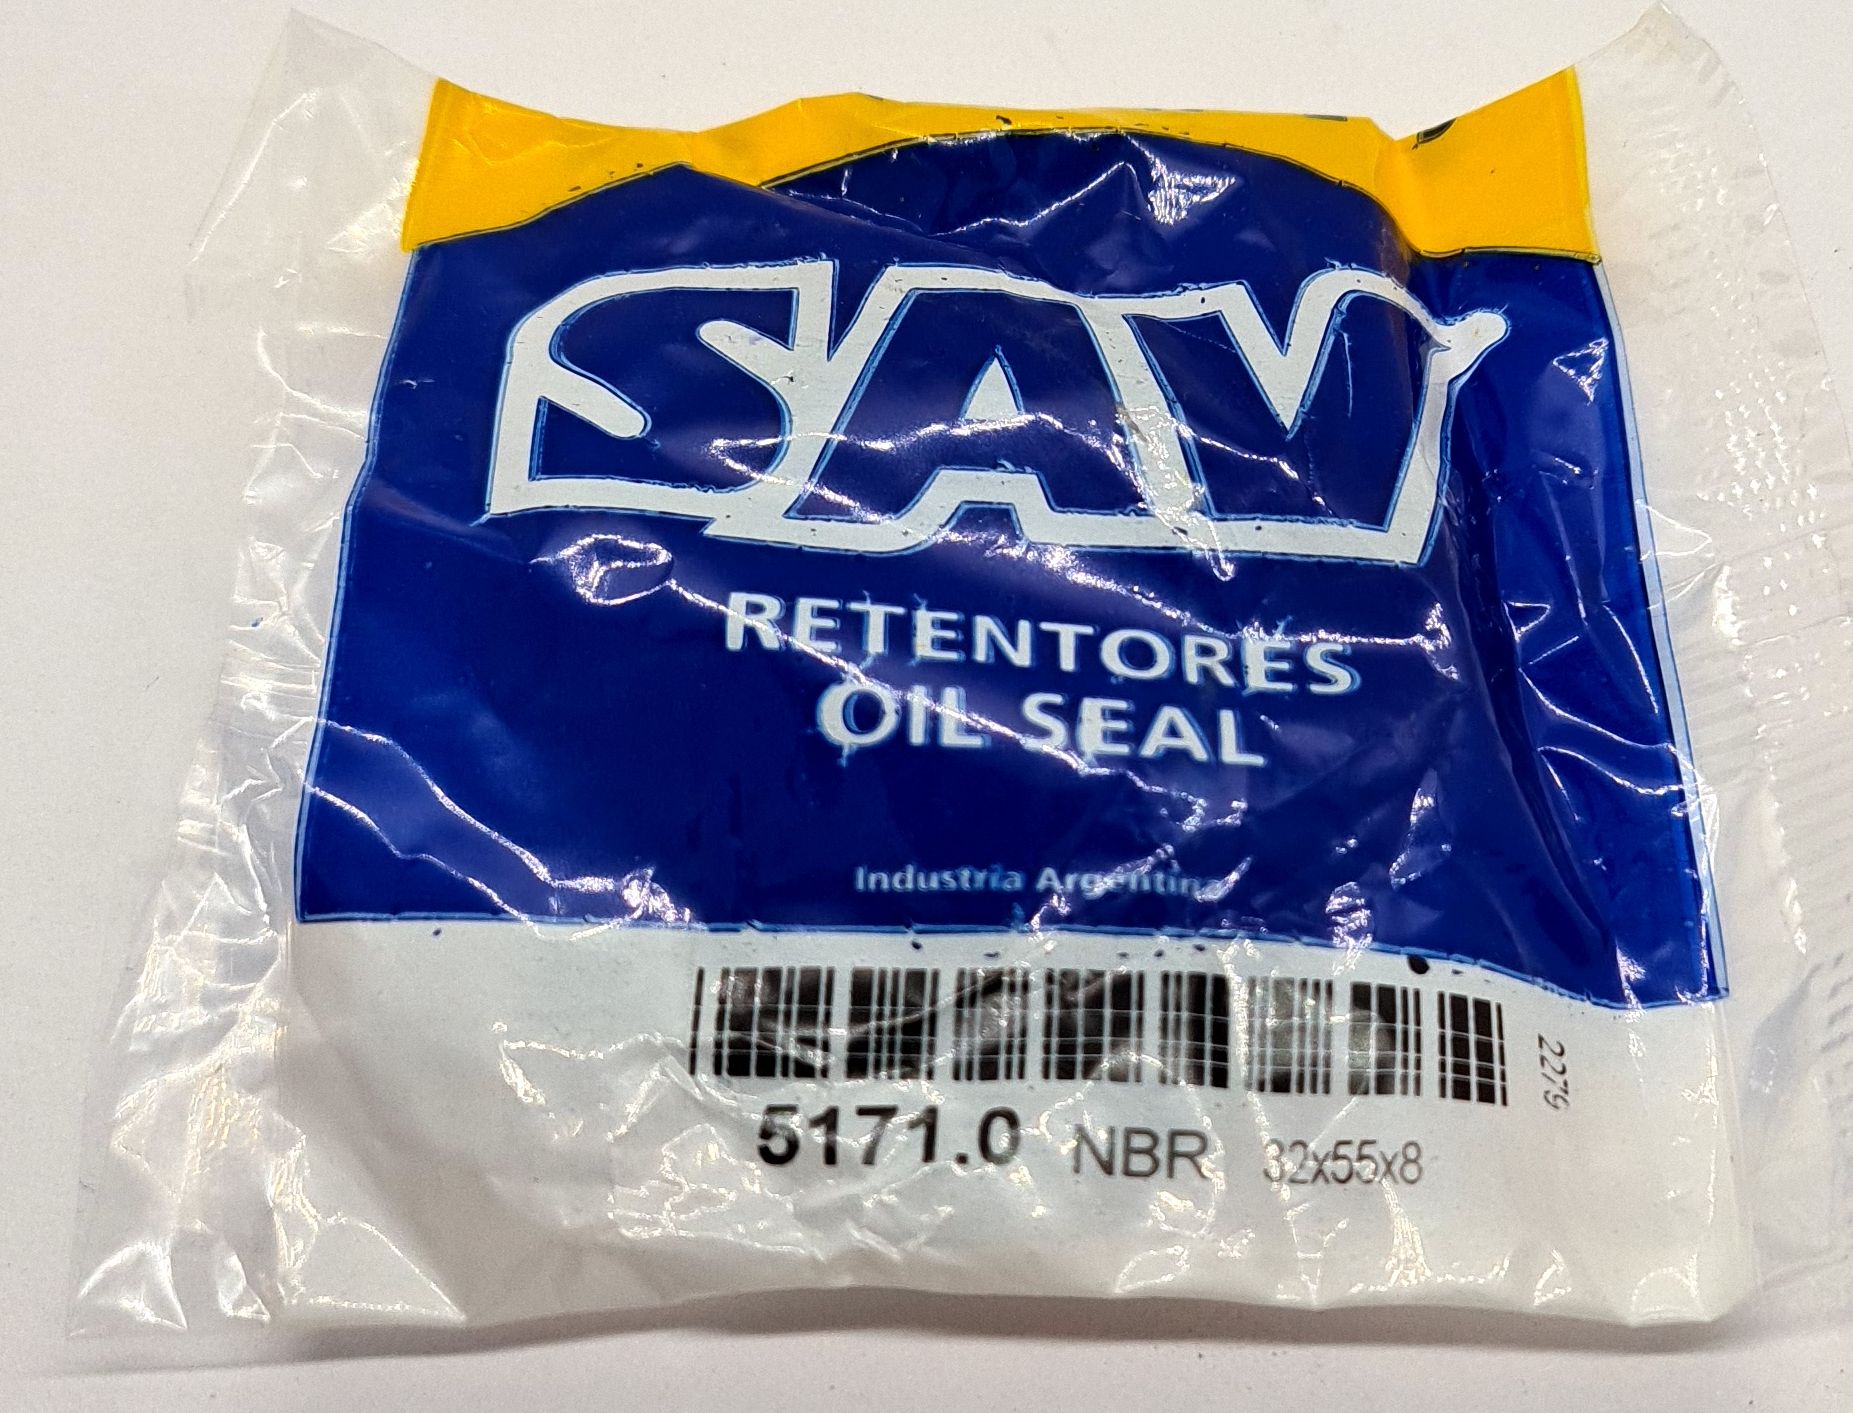 SAV
RETENTORES
OIL SEAL
Industria Argentina
2279
5171.0 NBR 32x55x8